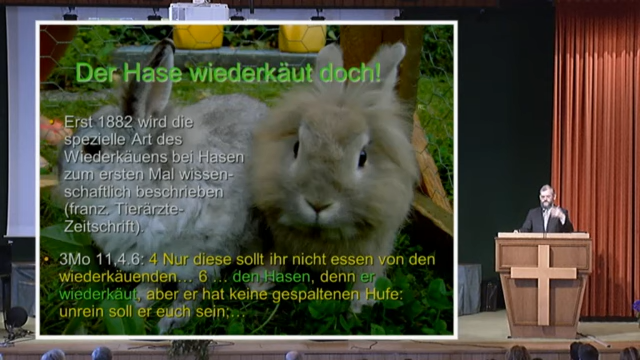 Der Hase wiederkäut doch!
Erst 1882 wird die
spezielle Art des
Wiederkäuens bei Hasen
zum ersten Mal wissen-
schaftlich beschrieben
(franz. Tierärzte-
Zeitschrift).
3Mo 11,4.6: 4 Nur diese sollt ihr nicht essen von den
wiederkäuenden... 6 ... den Hasen, denn er
wiederkäut, aber er hat keine gespaltenen Hufe:
unrein soll er euch sein;...